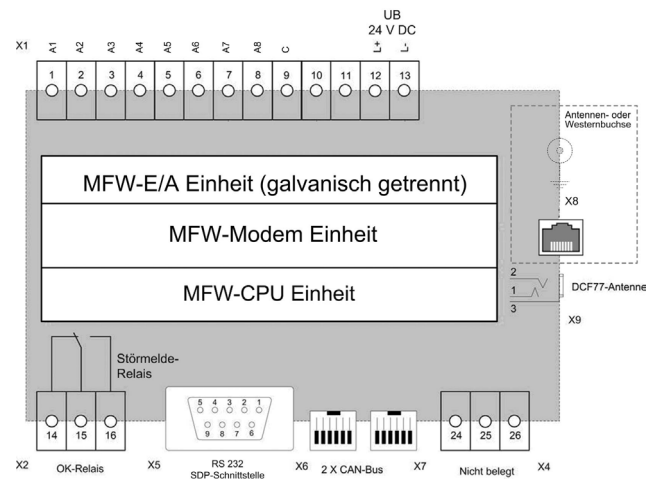 UB
24 V DC
X1 A1 A2 A3 A4 A5 A6 A7 A8 C L+ L-
1 2 3 4 5 6 7 8 9 10 11 12 13
Antennen- oder
Westernbuchse
MFW-E/A Einheit (galvanisch getrennt)
X8
MFW-Modem Einheit
2
1
3
DCF77-Antenne
MFW-CPU Einheit
X9
Störmelde-
Relais
5 4 3 2 1
9 8 7 6
14 15 16
24 25 26
X2 OK-Relais
X5 RS 232
SDP-Schnittstelle
X6 2 X CAN-Bus X7
Nicht belegt X4